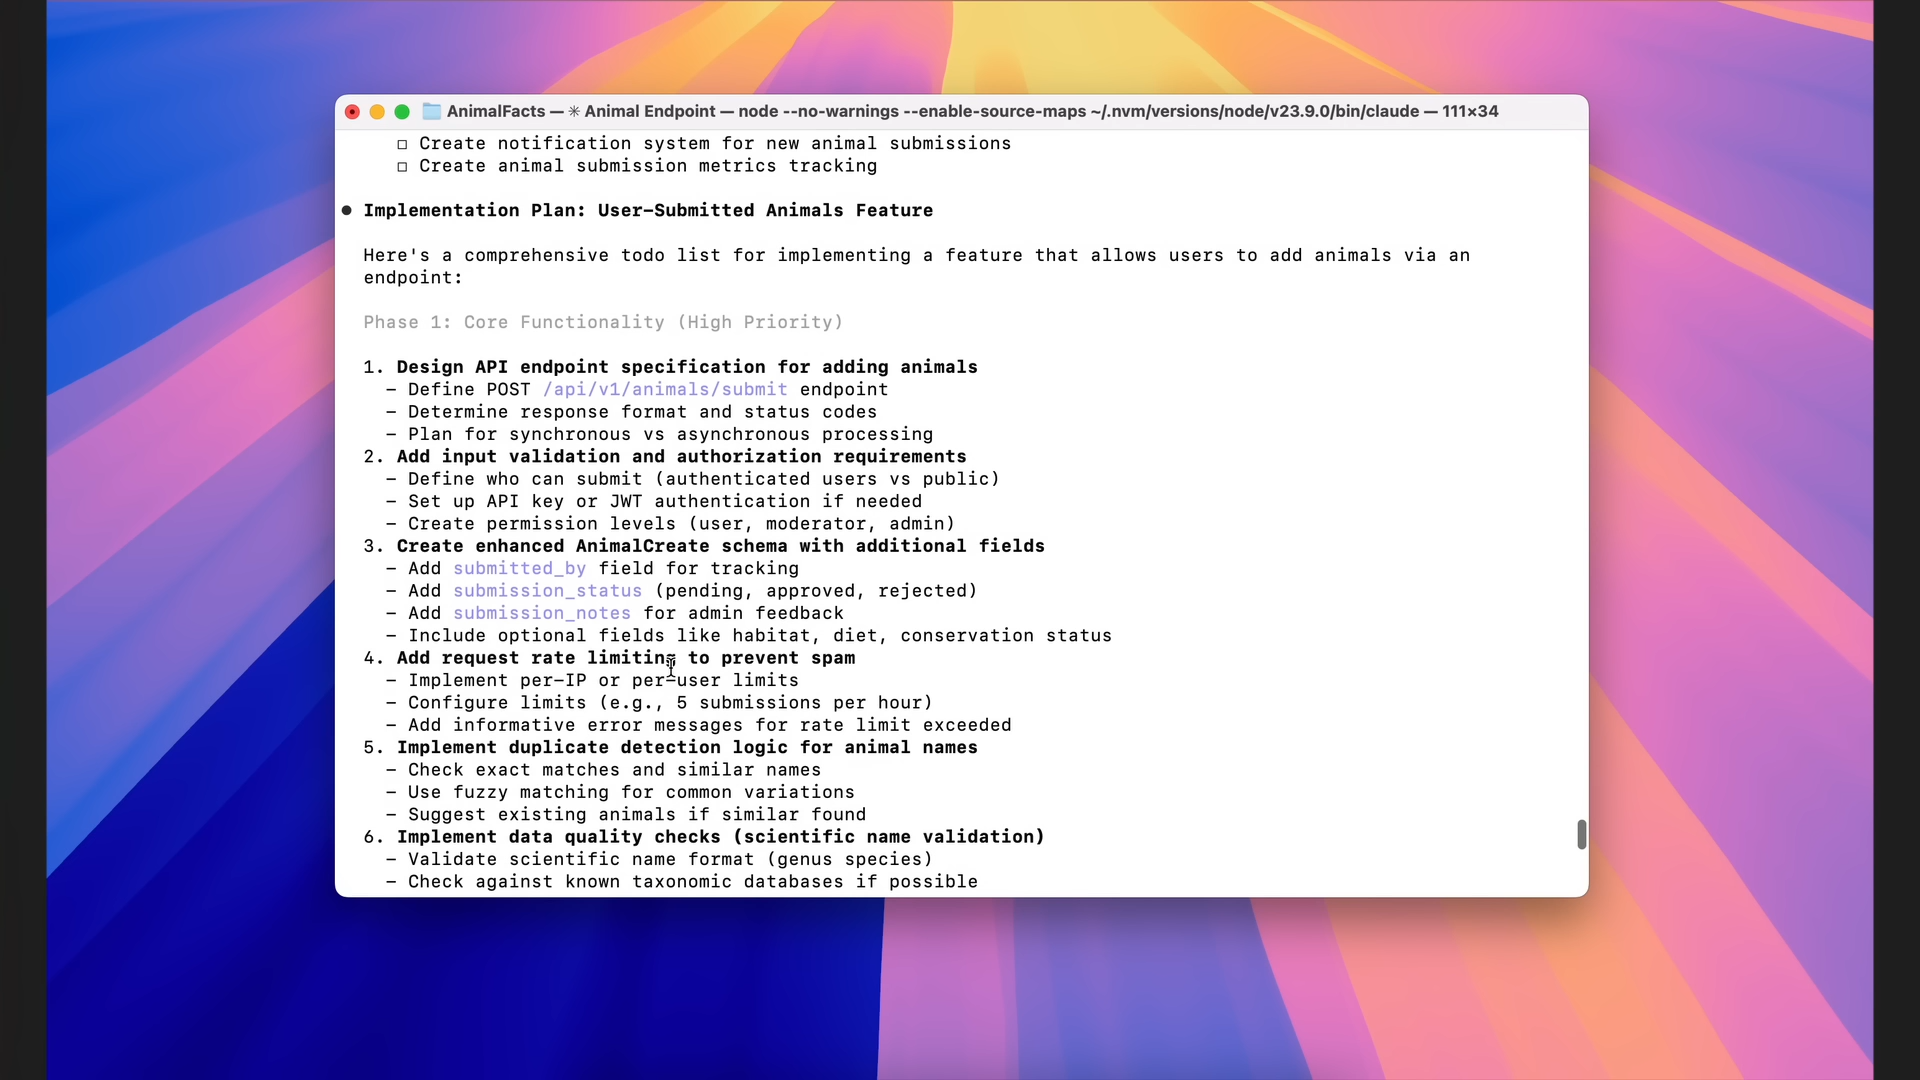 AnimalFacts — ✳ Animal Endpoint — node --no-warnings --enable-source-maps ~/.nvm/versions/node/v23.9.0/bin/claude — 111×34
☐ Create notification system for new animal submissions
☐ Create animal submission metrics tracking
● Implementation Plan: User-Submitted Animals Feature
Here's a comprehensive todo list for implementing a feature that allows users to add animals via an
endpoint:
Phase 1: Core Functionality (High Priority)
1. Design API endpoint specification for adding animals
– Define POST /api/v1/animals/submit endpoint
– Determine response format and status codes
– Plan for synchronous vs asynchronous processing
2. Add input validation and authorization requirements
– Define who can submit (authenticated users vs public)
– Set up API key or JWT authentication if needed
– Create permission levels (user, moderator, admin)
3. Create enhanced AnimalCreate schema with additional fields
– Add submitted_by field for tracking
– Add submission_status (pending, approved, rejected)
– Add submission_notes for admin feedback
– Include optional fields like habitat, diet, conservation status
4. Add request rate limiting to prevent spam
– Implement per-IP or per-user limits
– Configure limits (e.g., 5 submissions per hour)
– Add informative error messages for rate limit exceeded
5. Implement duplicate detection logic for animal names
– Check exact matches and similar names
– Use fuzzy matching for common variations
– Suggest existing animals if similar found
6. Implement data quality checks (scientific name validation)
– Validate scientific name format (genus species)
– Check against known taxonomic databases if possible